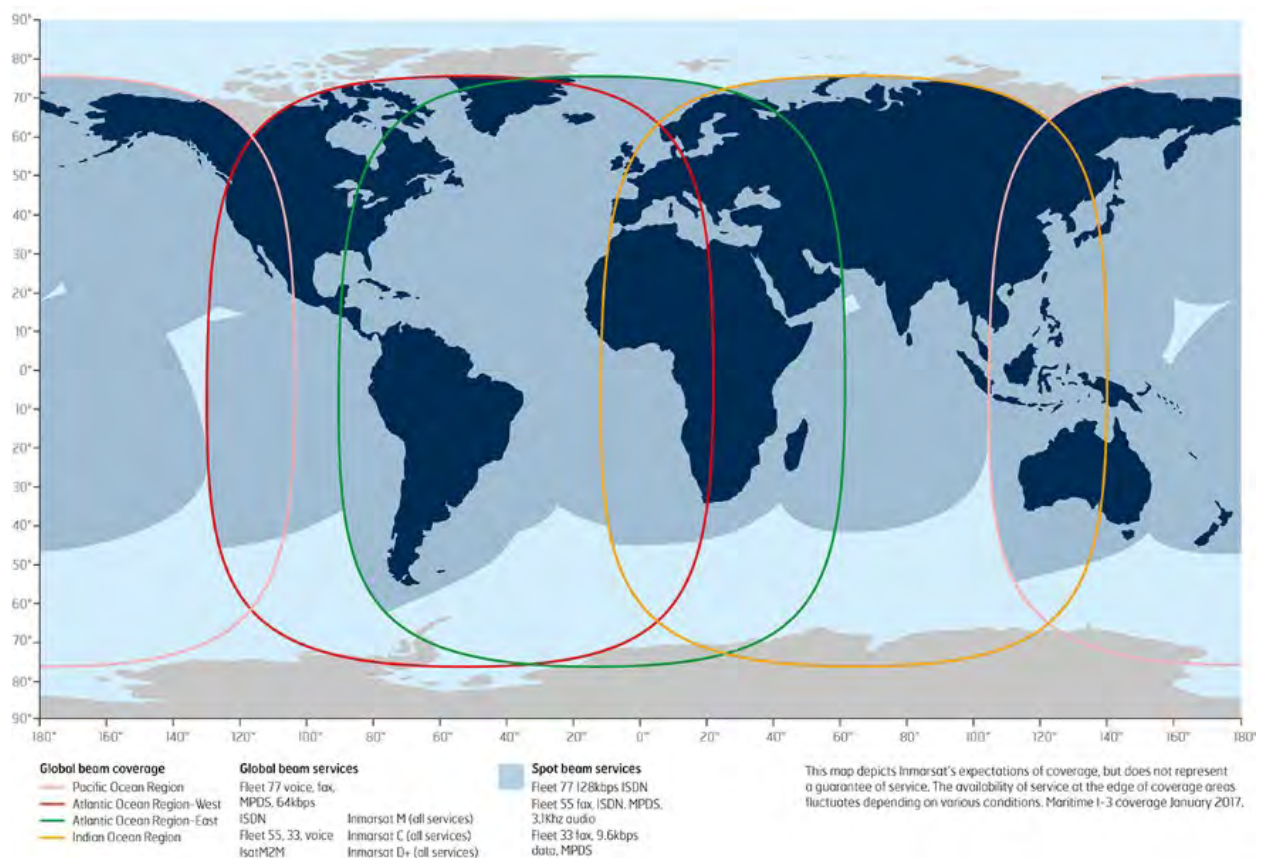 90°
80°
70°
60°
50°
40°
30°
20°
10°
0°
10°
20°
30°
40°
50°
60°
70°
80°
90°
180° 160° 140° 120° 100° 80° 60° 40° 20° 0° 20° 40° 60° 80° 100° 120° 140° 160° 180°
Global beam coverage
Pacific Ocean Region
Atlantic Ocean Region-West
Atlantic Ocean Region-East
Indian Ocean Region
Global beam services
Fleet 77 voice, fax,
MPDS, 64kbps
ISDN
Fleet 55, 33, voice
IsatM2M
Inmarsat M (all services)
Inmarsat C (all services)
Inmarsat D+ (all services)
Spot beam services
Fleet 77 128kbps ISDN
Fleet 55 fax, ISDN, MPDS,
3.1Khz audio
Fleet 33 fax, 9.6kbps
data, MPDS
This map depicts Inmarsat's expectations of coverage, but does not represent
a guarantee of service. The availability of service at the edge of coverage areas
fluctuates depending on various conditions. Maritime I-3 coverage January 2017.